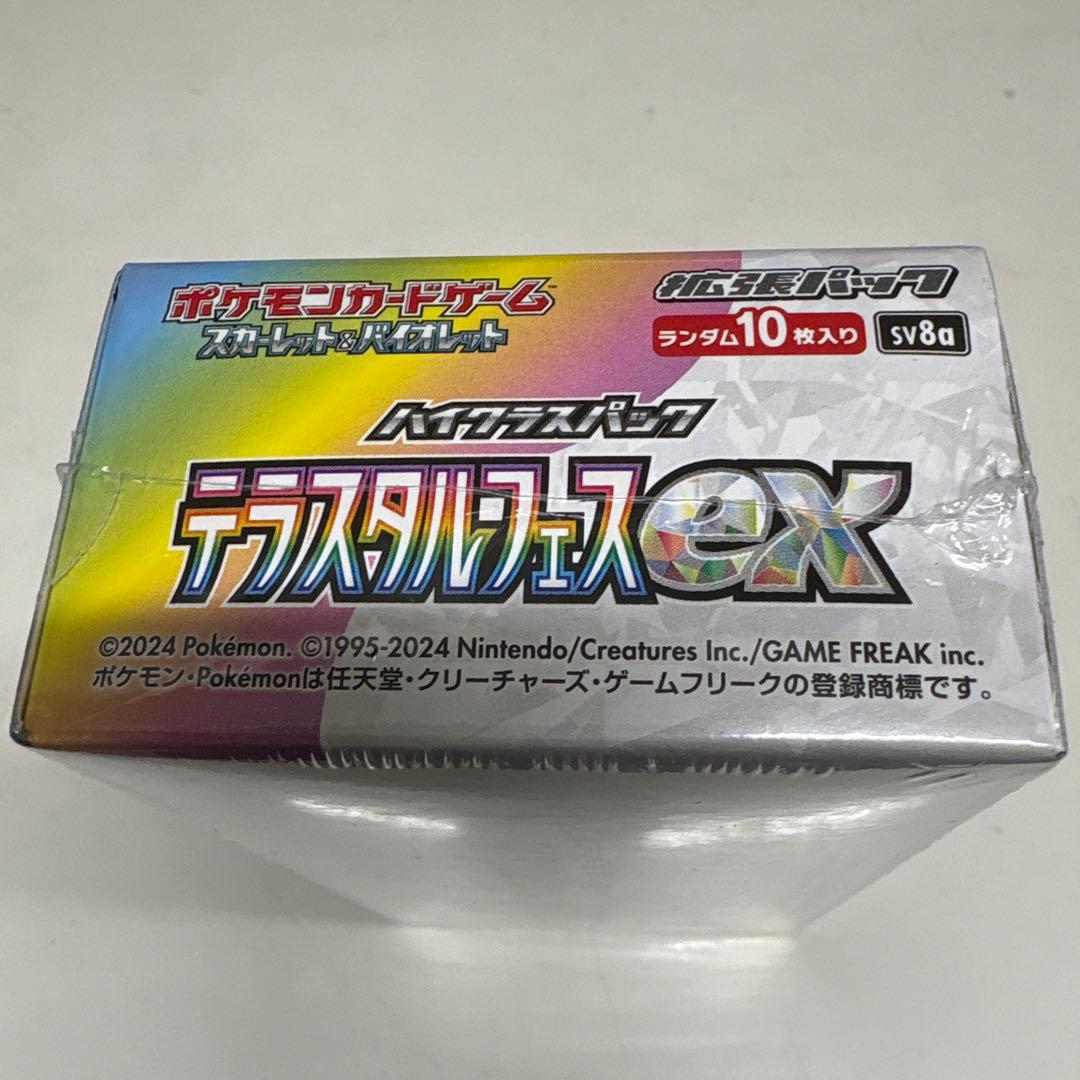 ポケモンカードゲーム™
スカーレット&バイオレット
拡張パック
ランダム10枚入り SV8a
ハイクラスパック
テラスタルフェスex
©2024 Pokémon. ©1995-2024 Nintendo/Creatures Inc./GAME FREAK inc.
ポケモン・Pokémonは任天堂・クリーチャーズ・ゲームフリークの登録商標です。